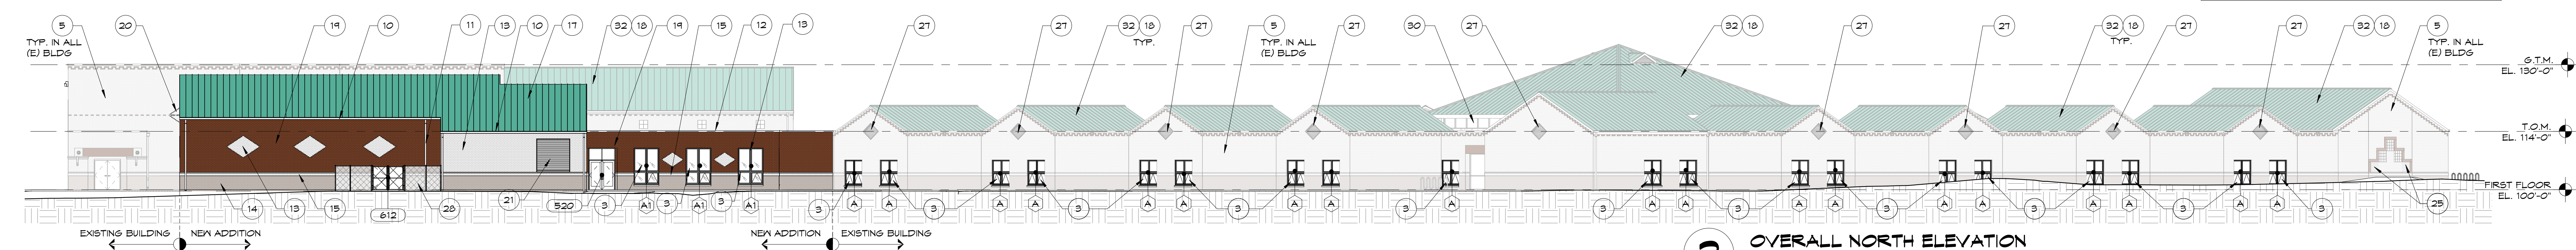 5 20 19 10 11 13 10 17 32 18 19 15 12 13 27 27 32 18 27 5 27 30 27 32 18 27 27 32 18 27 27 32 18 5
TYP. IN ALL
(E) BLDG
TYP.
TYP. IN ALL
(E) BLDG
TYP.
TYP. IN ALL
(E) BLDG
G.T.M.
EL. 130'-0"
T.O.M.
EL. 114'-0"
FIRST FLOOR
EL. 100'-0"
14 13 15 612 28 21 520 3 A1 3 A1 3 A1 3 A 3 A A 3 A A 3 A A 3 A 3 A A 3 A A 3 A A 3 A A 3 A A 3 25
EXISTING BUILDING NEW ADDITION
NEW ADDITION EXISTING BUILDING
OVERALL NORTH ELEVATION